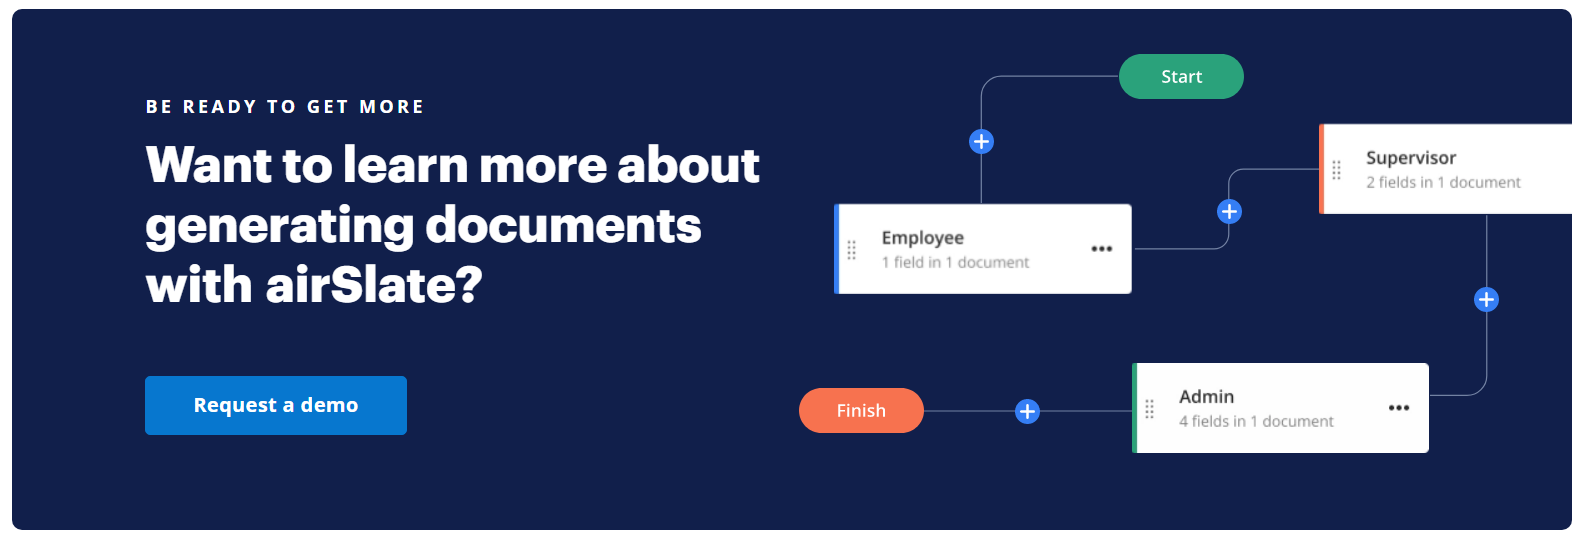 BE READY TO GET MORE
Want to learn more about
generating documents
with airSlate?
Request a demo
Start
Employee
1 field in 1 document
Supervisor
2 fields in 1 document
Admin
4 fields in 1 document
Finish